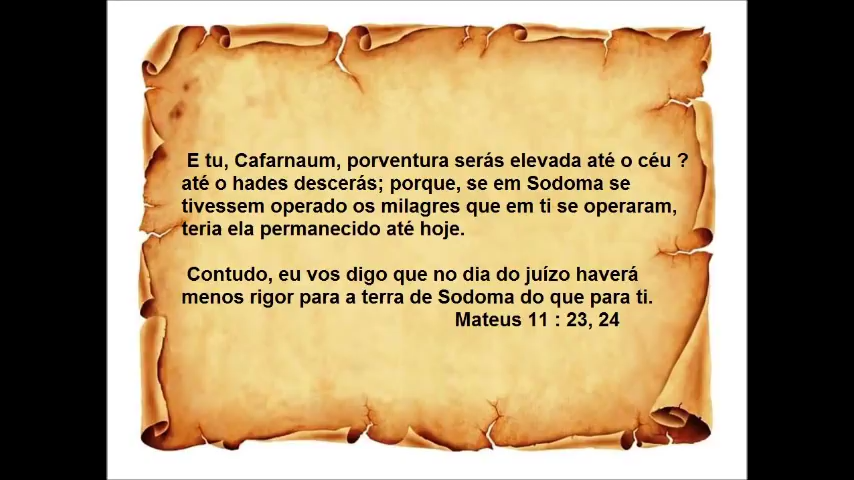 E tu, Cafarnaum, porventura serás elevada até o céu ?
até o hades descerás; porque, se em Sodoma se
tivessem operado os milagres que em ti se operaram,
teria ela permanecido até hoje.
Contudo, eu vos digo que no dia do juízo haverá
menos rigor para a terra de Sodoma do que para ti.
Mateus 11 : 23, 24